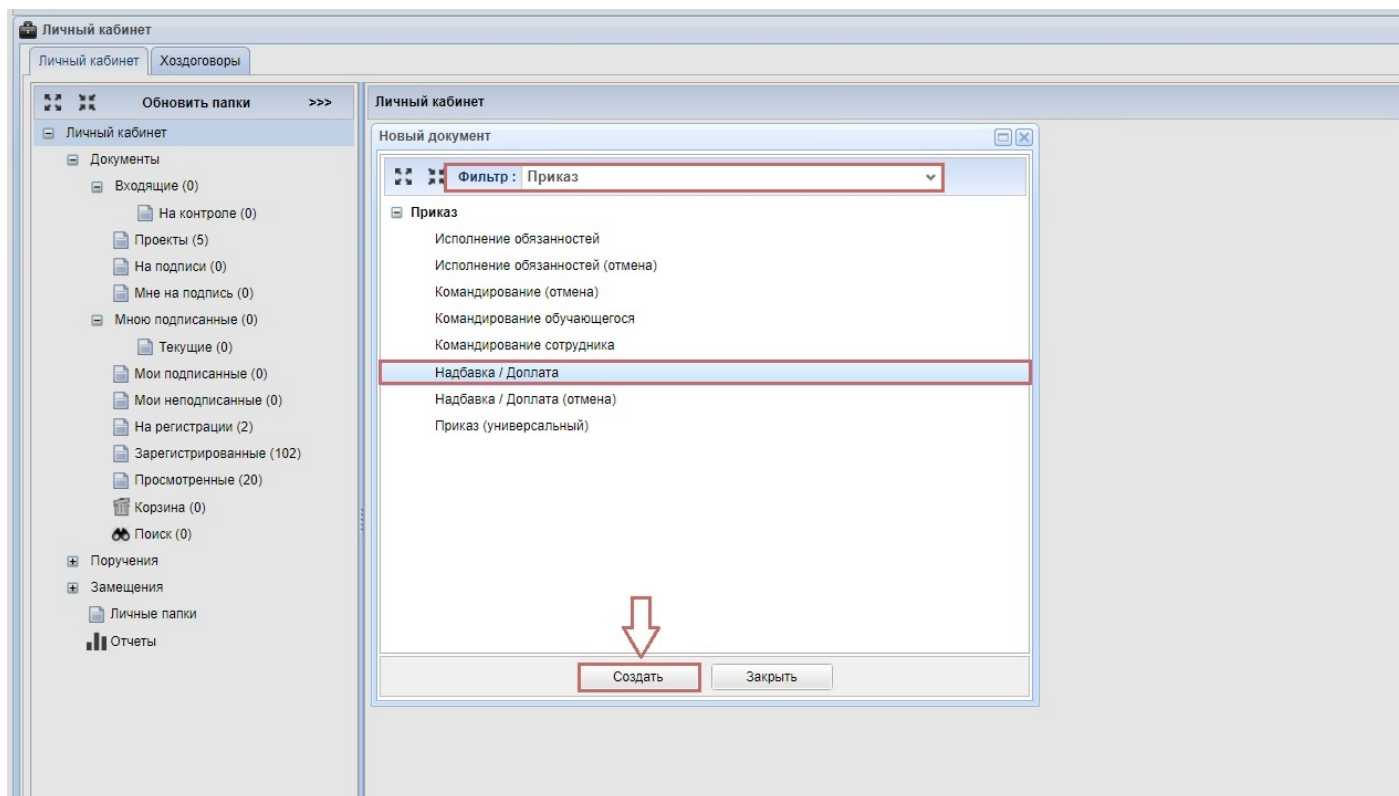 Личный кабинет
Личный кабинет Хоздоговоры
Обновить папки >>>
Личный кабинет
Документы
Входящие (0)
На контроле (0)
Проекты (5)
На подписи (0)
Мне на подпись (0)
Мною подписанные (0)
Текущие (0)
Мои подписанные (0)
Мои неподписанные (0)
На регистрации (2)
Зарегистрированные (102)
Просмотренные (20)
Корзина (0)
Поиск (0)
Поручения
Замещения
Личные папки
Отчеты
Личный кабинет
Новый документ
Фильтр : Приказ
Приказ
Исполнение обязанностей
Исполнение обязанностей (отмена)
Командирование (отмена)
Командирование обучающегося
Командирование сотрудника
Надбавка / Доплата
Надбавка / Доплата (отмена)
Приказ (универсальный)
Создать Закрыть